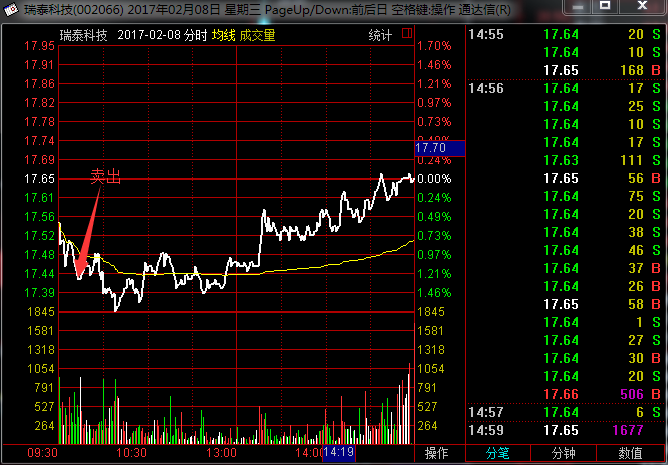 瑞泰科技(002066) 2017年02月08日 星期三 PageUp/Down:前后日 空格键:操作 通达信(R)
瑞泰科技 2017-02-08 分时 均线 成交量 统计
17.95 1.70%
17.91 1.46%
17.86 1.21%
17.82 0.97%
17.78 0.73%
17.73
17.70
17.69 0.24%
17.65 0.00%
17.61 0.24%
17.56 0.49%
17.52 0.73%
17.48 0.97%
17.44 1.21%
17.39 1.46%
卖出
1845 1845
1581 1581
1318 1318
1054 1054
791 791
527 527
264 264
09:30 10:30 13:00 14:00 14:19 操作
14:55 17.64 20 S
17.64 10 S
17.65 168 B
14:56 17.64 17 S
17.64 25 S
17.64 10 S
17.64 17 S
17.63 111 S
17.65 56 B
17.64 75 S
17.64 20 S
17.64 38 S
17.64 46 S
17.64 37 B
17.64 26 B
17.65 58 B
17.64 1 S
17.64 27 S
17.64 30 B
17.64 20 S
17.66 506 B
14:57 17.64 6 S
14:59 17.65 1677
分笔 分钟 数值